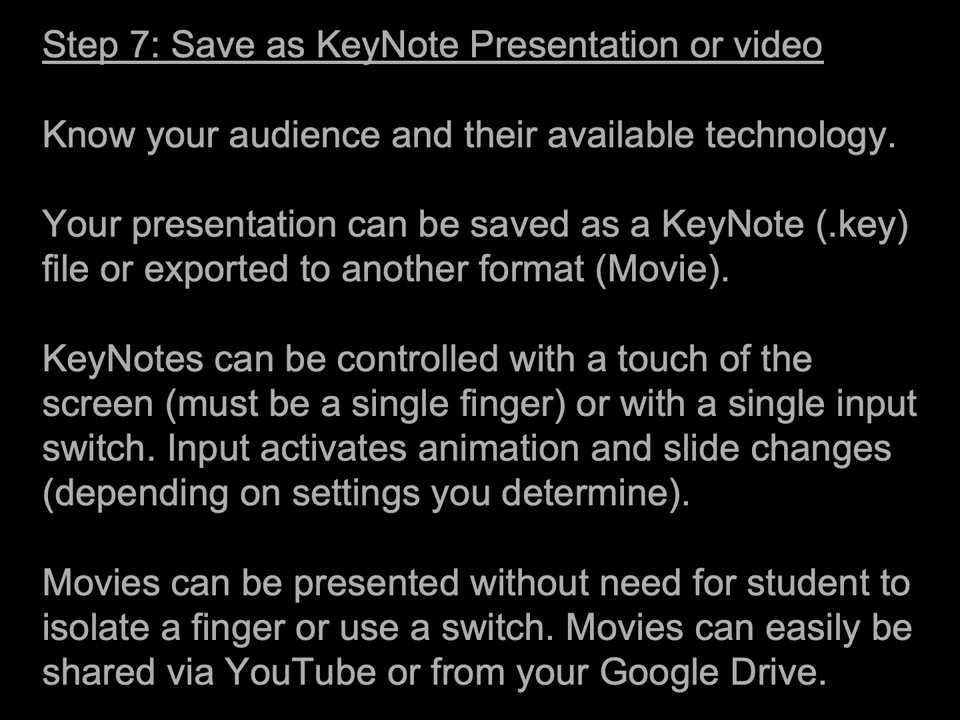 Step 7: Save as KeyNote Presentation or video
Know your audience and their available technology.
Your presentation can be saved as a KeyNote (.key)
file or exported to another format (Movie).
KeyNotes can be controlled with a touch of the
screen (must be a single finger) or with a single input
switch. Input activates animation and slide changes
(depending on settings you determine).
Movies can be presented without need for student to
isolate a finger or use a switch. Movies can easily be
shared via YouTube or from your Google Drive.